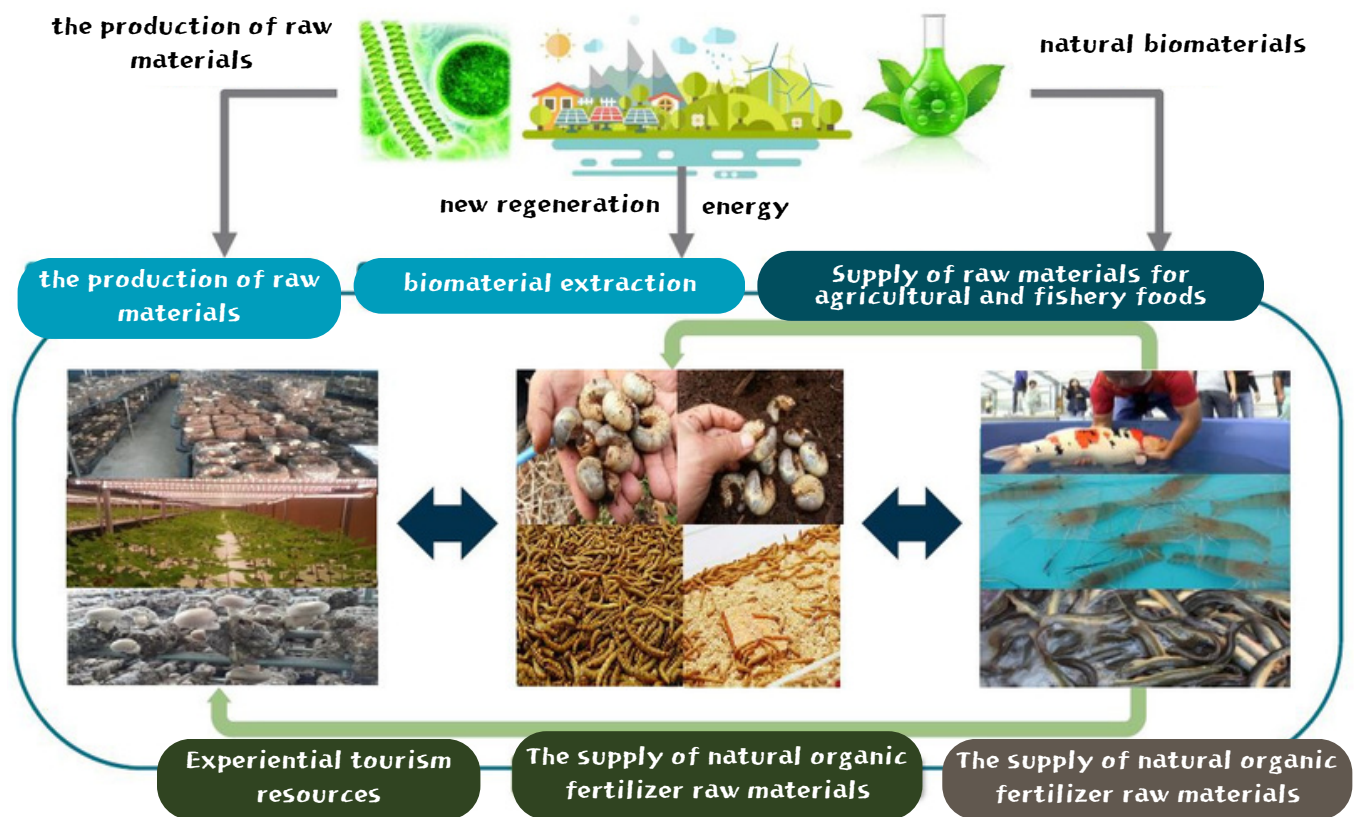 the production of raw
materials
natural biomaterials
new regeneration energy
the production of raw
materials
biomaterial extraction
Supply of raw materials for
agricultural and fishery foods
Experiential tourism
resources
The supply of natural organic
fertilizer raw materials
The supply of natural organic
fertilizer raw materials